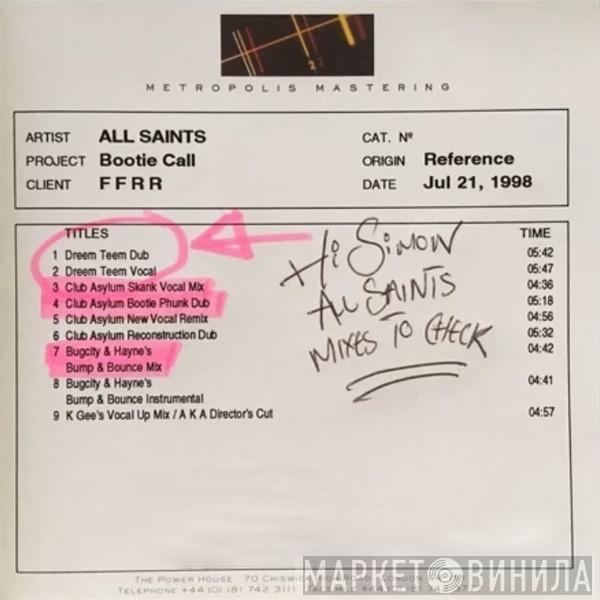 METROPOLIS MASTERING
ARTIST ALL SAINTS CAT. Nº
PROJECT Bootie Call ORIGIN Reference
CLIENT FFRR DATE Jul 21, 1998
TITLES TIME
1 Dreem Teem Dub 05:42
2 Dreem Teem Vocal 05:47
3 Club Asylum Skank Vocal Mix 04:36
4 Club Asylum Bootie Phunk Dub 05:18
5 Club Asylum New Vocal Remix 04:56
6 Club Asylum Reconstruction Dub 05:32
7 Bugcity & Hayne's 04:42
Bump & Bounce Mix
8 Bugcity & Hayne's 04:41
Bump & Bounce Instrumental
9 K Gee's Vocal Up Mix / A K A Director's Cut 04:57
Hi SIMON
ALL SAINTS
MIXES TO CHECK
THE POWER HOUSE 70 LONDON
TELEPHONE +44 (0) 181 742 3111
МАРКЕТ ВИНИЛА